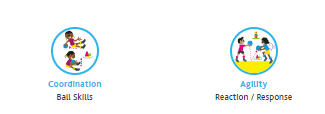 Coordination
Ball Skills
Agility
Reaction / Response